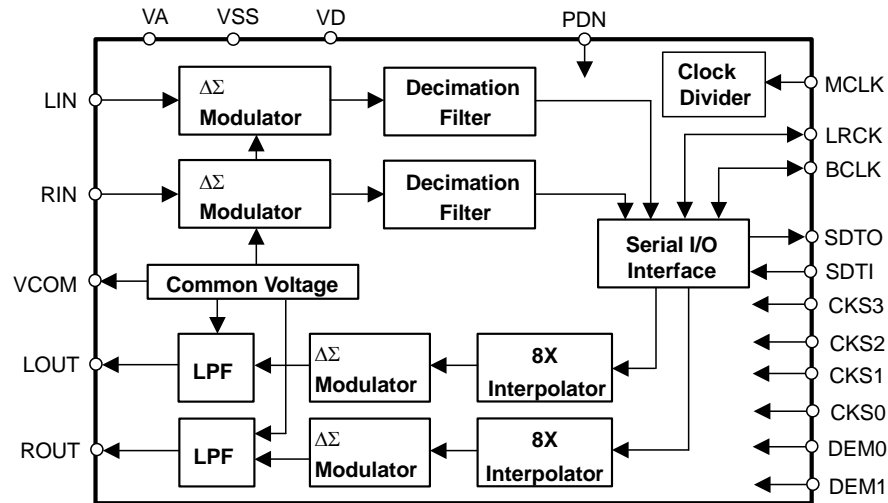 VA VSS VD PDN
ΔΣ
Modulator
Decimation
Filter
Clock
Divider
LIN
MCLK
LRCK
RIN
ΔΣ
Modulator
Decimation
Filter
BCLK
Serial I/O
Interface
SDTO
SDTI
VCOM
Common Voltage
CKS3
LOUT
LPF
ΔΣ
Modulator
8X
Interpolator
CKS2
CKS1
CKS0
ROUT
LPF
ΔΣ
Modulator
8X
Interpolator
DEM0
DEM1